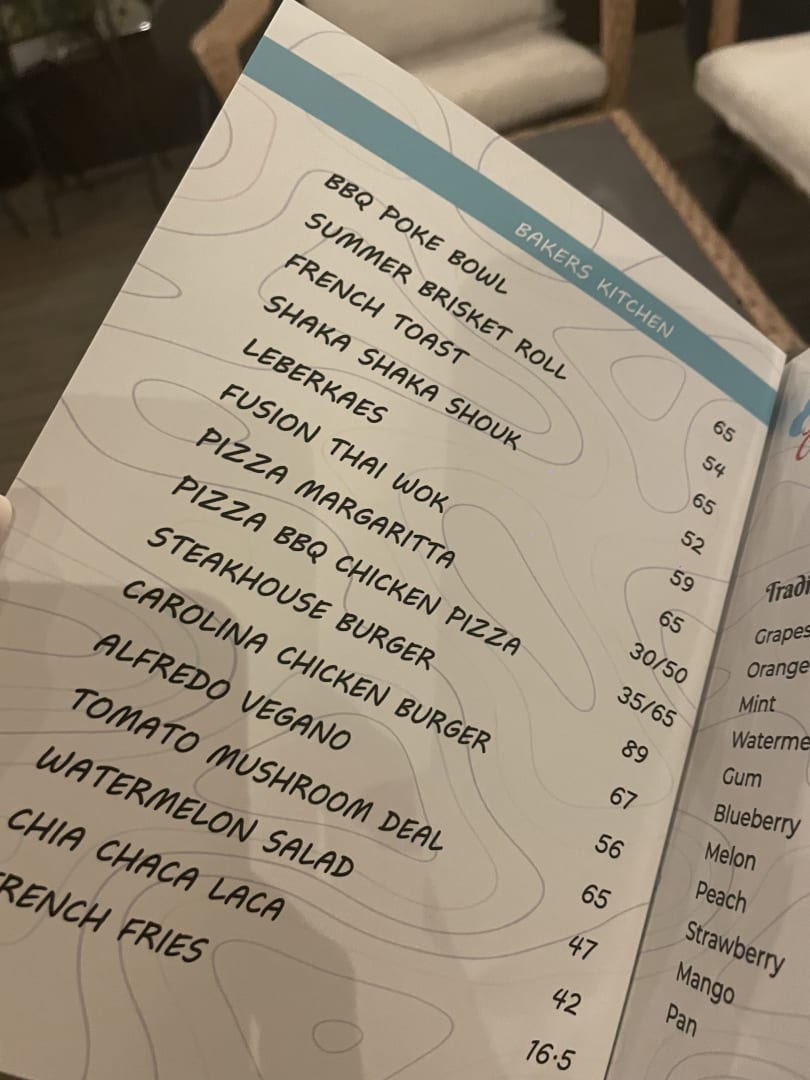 BAKERS KITCHEN
BBQ POKE BOWL 65
SUMMER BRISKET ROLL 54
FRENCH TOAST 65
SHAKA SHAKA SHOUK 52
LEBERKAES 59
FUSION THAI WOK 65
PIZZA MARGARITTA 30/50
PIZZA BBQ CHICKEN PIZZA 35/65
STEAKHOUSE BURGER 89
CAROLINA CHICKEN BURGER 67
ALFREDO VEGANO 56
TOMATO MUSHROOM DEAL 65
WATERMELON SALAD 47
CHIA CHACA LACA 42
FRENCH FRIES 16.5
Tradi
Grapes
Orange
Mint
Waterme
Gum
Blueberry
Melon
Peach
Strawberry
Mango
Pan